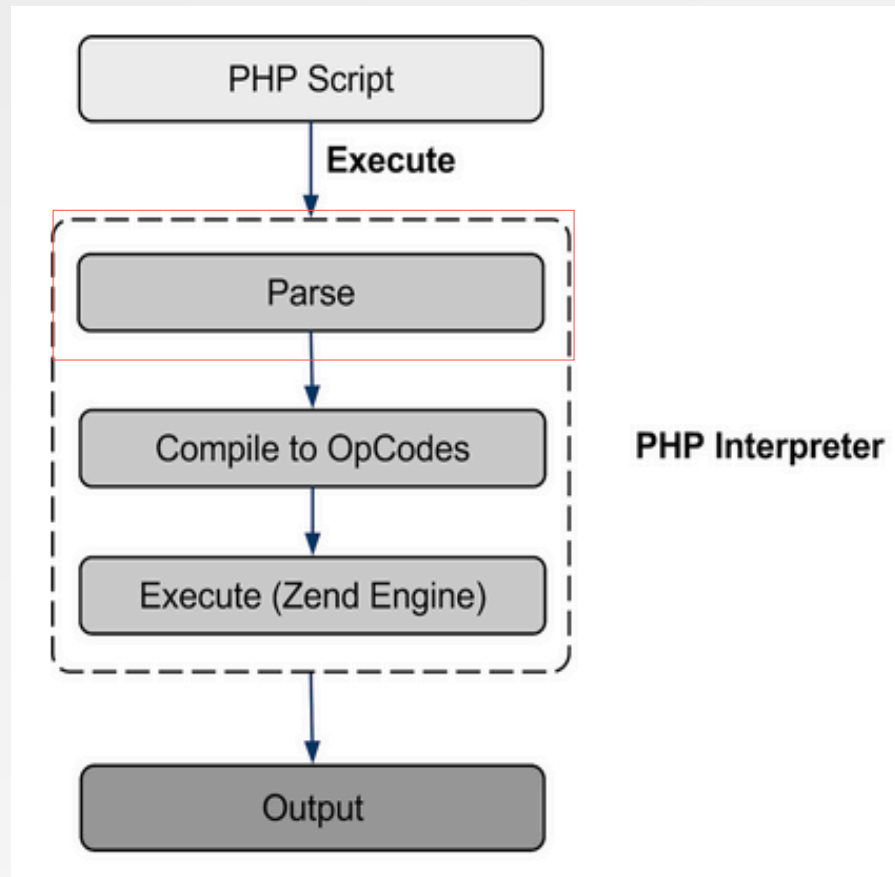 PHP Script
Execute
Parse
Compile to OpCodes
PHP Interpreter
Execute (Zend Engine)
Output